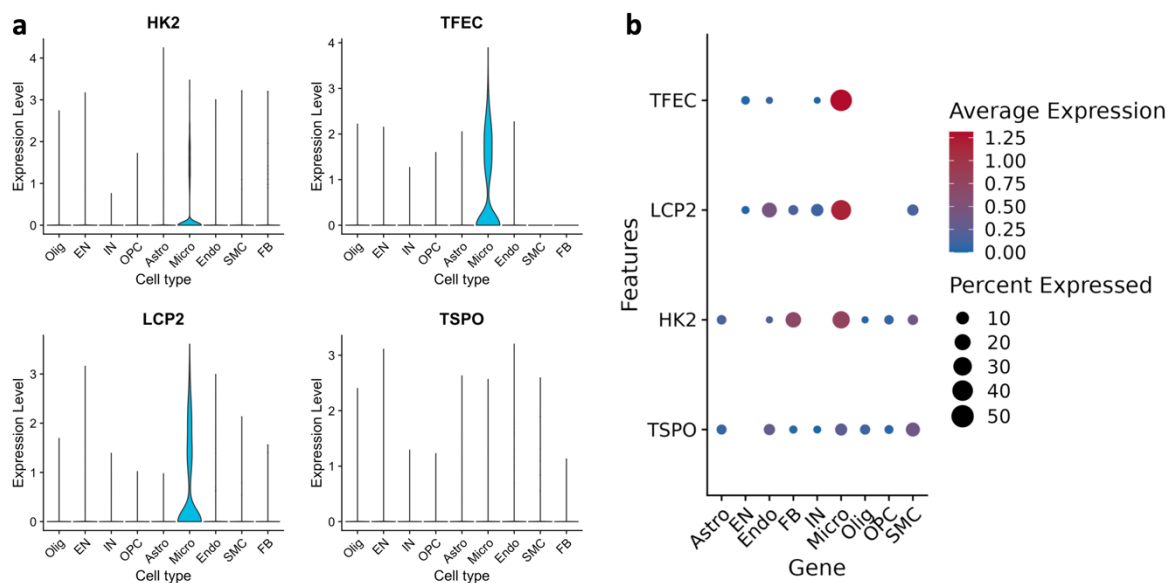 a
HK2
Expression Level
4
3
2
1
0
Olig EN IN OPC Astro Micro Endo SMC FB
Cell type
TFEC
Expression Level
4
3
2
1
0
Olig EN IN OPC Astro Micro Endo SMC FB
Cell type
LCP2
Expression Level
3
2
1
0
Olig EN IN OPC Astro Micro Endo SMC FB
Cell type
TSPO
Expression Level
3
2
1
0
Olig EN IN OPC Astro Micro Endo SMC FB
Cell type
b
Features
TFEC
LCP2
HK2
TSPO
Astro EN Endo FB IN Micro Olig OPC SMC
Gene
Average Expression
1.25
1.00
0.75
0.50
0.25
0.00
Percent Expressed
10
20
30
40
50